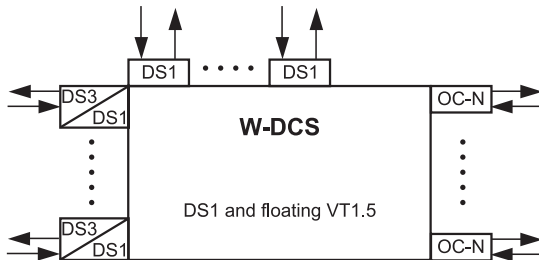 DS1 DS1
DS3 OC-N
DS1
W-DCS
DS1 and floating VT1.5
DS3 OC-N
DS1